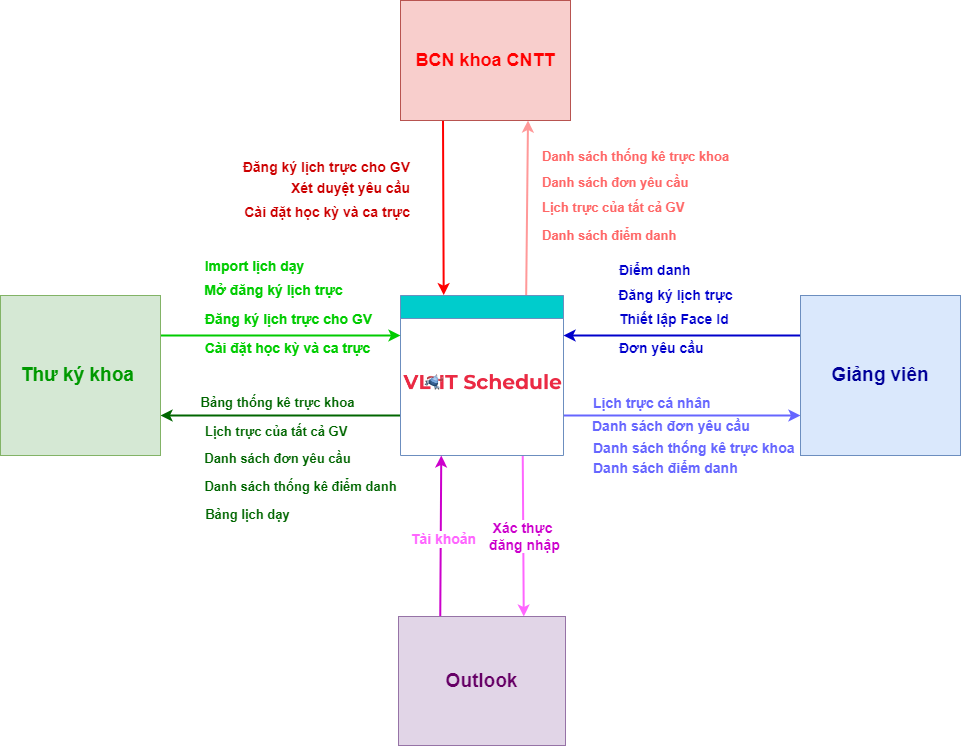 BCN khoa CNTT
Đăng ký lịch trực cho GV
Xét duyệt yêu cầu
Cài đặt học kỳ và ca trực
Danh sách thống kê trực khoa
Danh sách đơn yêu cầu
Lịch trực của tất cả GV
Danh sách điểm danh
Import lịch dạy
Mở đăng ký lịch trực
Đăng ký lịch trực cho GV
Cài đặt học kỳ và ca trực
Điểm danh
Đăng ký lịch trực
Thiết lập Face Id
Đơn yêu cầu
Thư ký khoa
VLIT Schedule
Giảng viên
Bảng thống kê trực khoa
Lịch trực của tất cả GV
Danh sách đơn yêu cầu
Danh sách thống kê điểm danh
Bảng lịch dạy
Lịch trực cá nhân
Danh sách đơn yêu cầu
Danh sách thống kê trực khoa
Danh sách điểm danh
Tài khoản
Xác thực
đăng nhập
Outlook